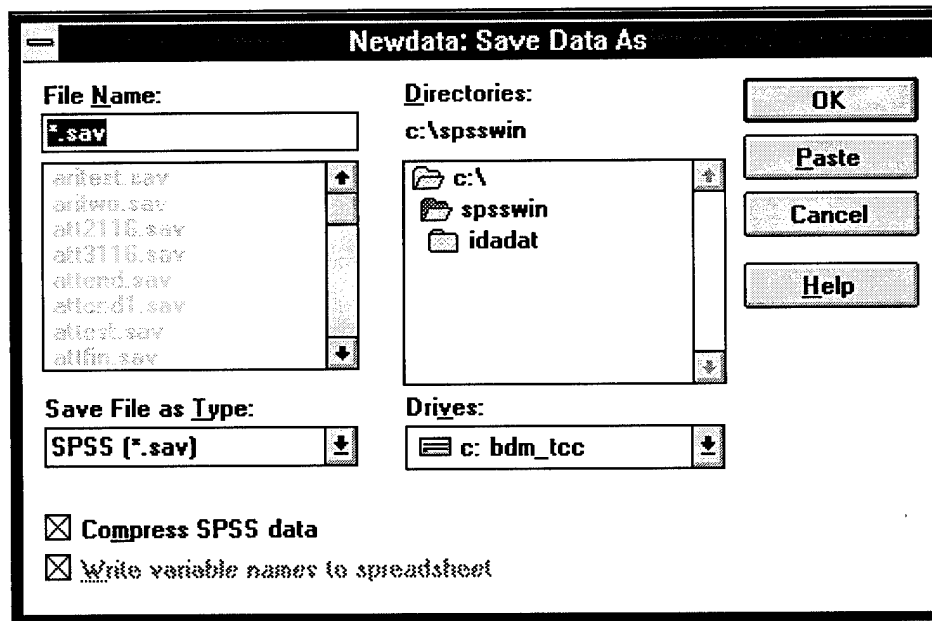 Newdata: Save Data As
File Name:
*.sav
aritest.sav
aritwo.sav
att2116.sav
att3116.sav
attend.sav
attend1.sav
attest.sav
attfin.sav
Save File as Type:
SPSS (*.sav)
Directories:
c:\spsswin
c:\
spsswin
idadat
Drives:
c: bdm_tcc
OK
Paste
Cancel
Help
Compress SPSS data
Write variable names to spreadsheet